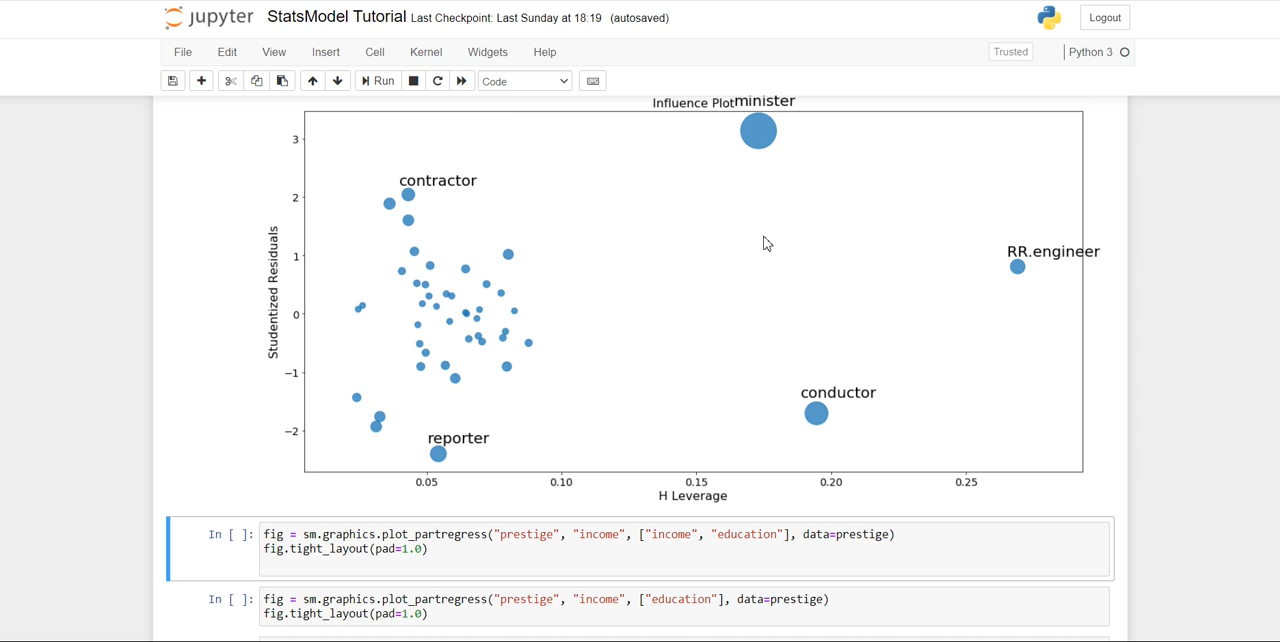 jupyter StatsModel Tutorial Last Checkpoint: Last Sunday at 18:19 (autosaved) Logout
File Edit View Insert Cell Kernel Widgets Help Trusted Python 3
Run Code
Influence Plot minister
contractor
RR.engineer
conductor
reporter
Studentized Residuals
3
2
1
0
−1
−2
0.05 0.10 0.15 0.20 0.25
H Leverage
In [ ]: fig = sm.graphics.plot_partregress("prestige", "income", ["income", "education"], data=prestige)
fig.tight_layout(pad=1.0)
In [ ]: fig = sm.graphics.plot_partregress("prestige", "income", ["education"], data=prestige)
fig.tight_layout(pad=1.0)